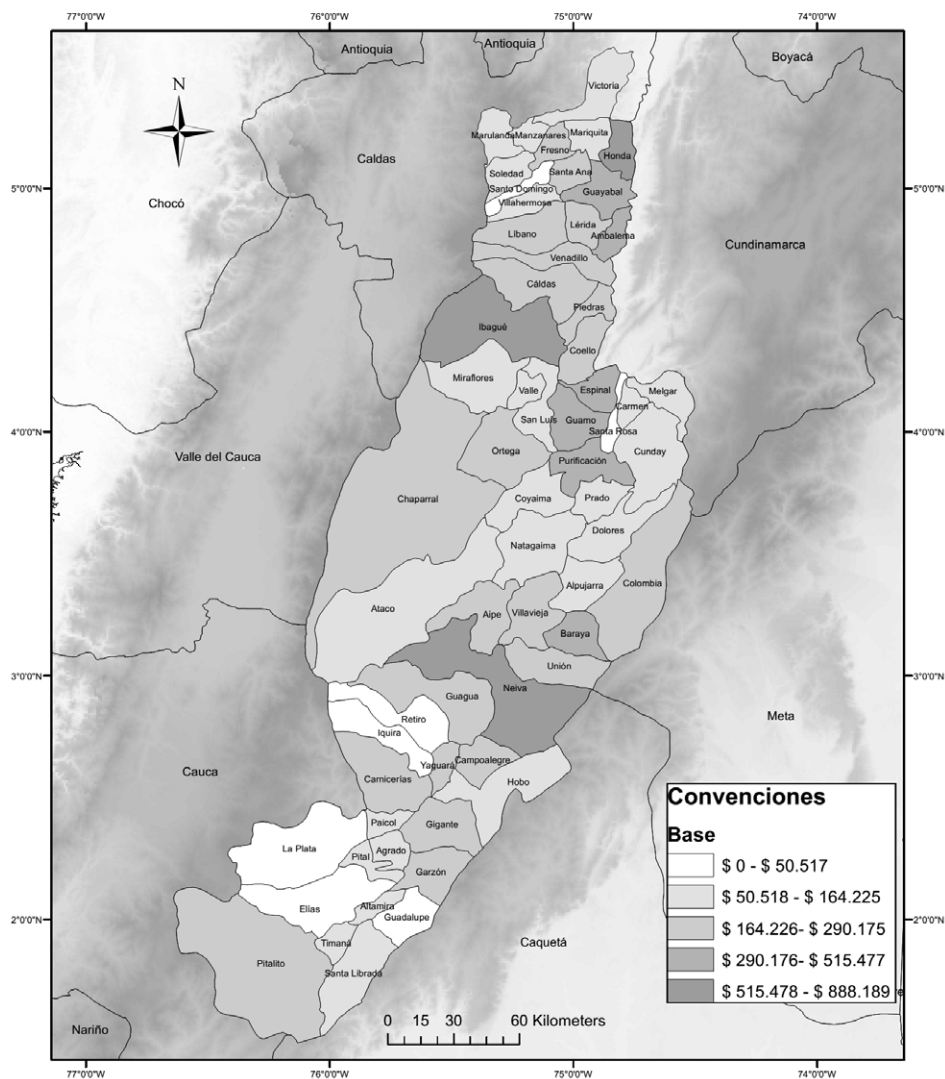 77°0'0"W 76°0'0"W 75°0'0"W 74°0'0"W
Antioquia
Antioquia
Boyacá
N
Victoria
Marulanda
Manzanares
Mariquita
Fresno
Honda
Caldas
Soledad
Santa Ana
5°0'0"N
5°0'0"N
Santo Domingo
Guayabal
Chocó
Villahermosa
Líbano
Lérida
Ambalema
Cundinamarca
Venadillo
Cáldas
Piedras
Ibagué
Coello
Miraflores
Valle
Espinal
Melgar
Carmen
San Luis
Guamo
Santa Rosa
4°0'0"N
4°0'0"N
Ortega
Cunday
Valle del Cauca
Purificación
Chaparral
Coyaima
Prado
Dolores
Natagaima
Alpujarra
Colombia
Ataco
Aipe
Villavieja
Baraya
Unión
3°0'0"N
3°0'0"N
Neiva
Guagua
Retiro
Meta
Iquira
Yaguará
Campoalegre
Cauca
Carnicerías
Hobo
Paicol
Gigante
La Plata
Pital
Agrado
Garzón
Elías
Altamira
Guadalupe
2°0'0"N
2°0'0"N
Timaná
Caquetá
Pitalito
Santa Librada
Nariño
Convenciones
Base
$ 0 - $ 50.517
$ 50.518 - $ 164.225
$ 164.226- $ 290.175
$ 290.176- $ 515.477
$ 515.478 - $ 888.189
0 15 30 60 Kilometers
77°0'0"W 76°0'0"W 75°0'0"W 74°0'0"W